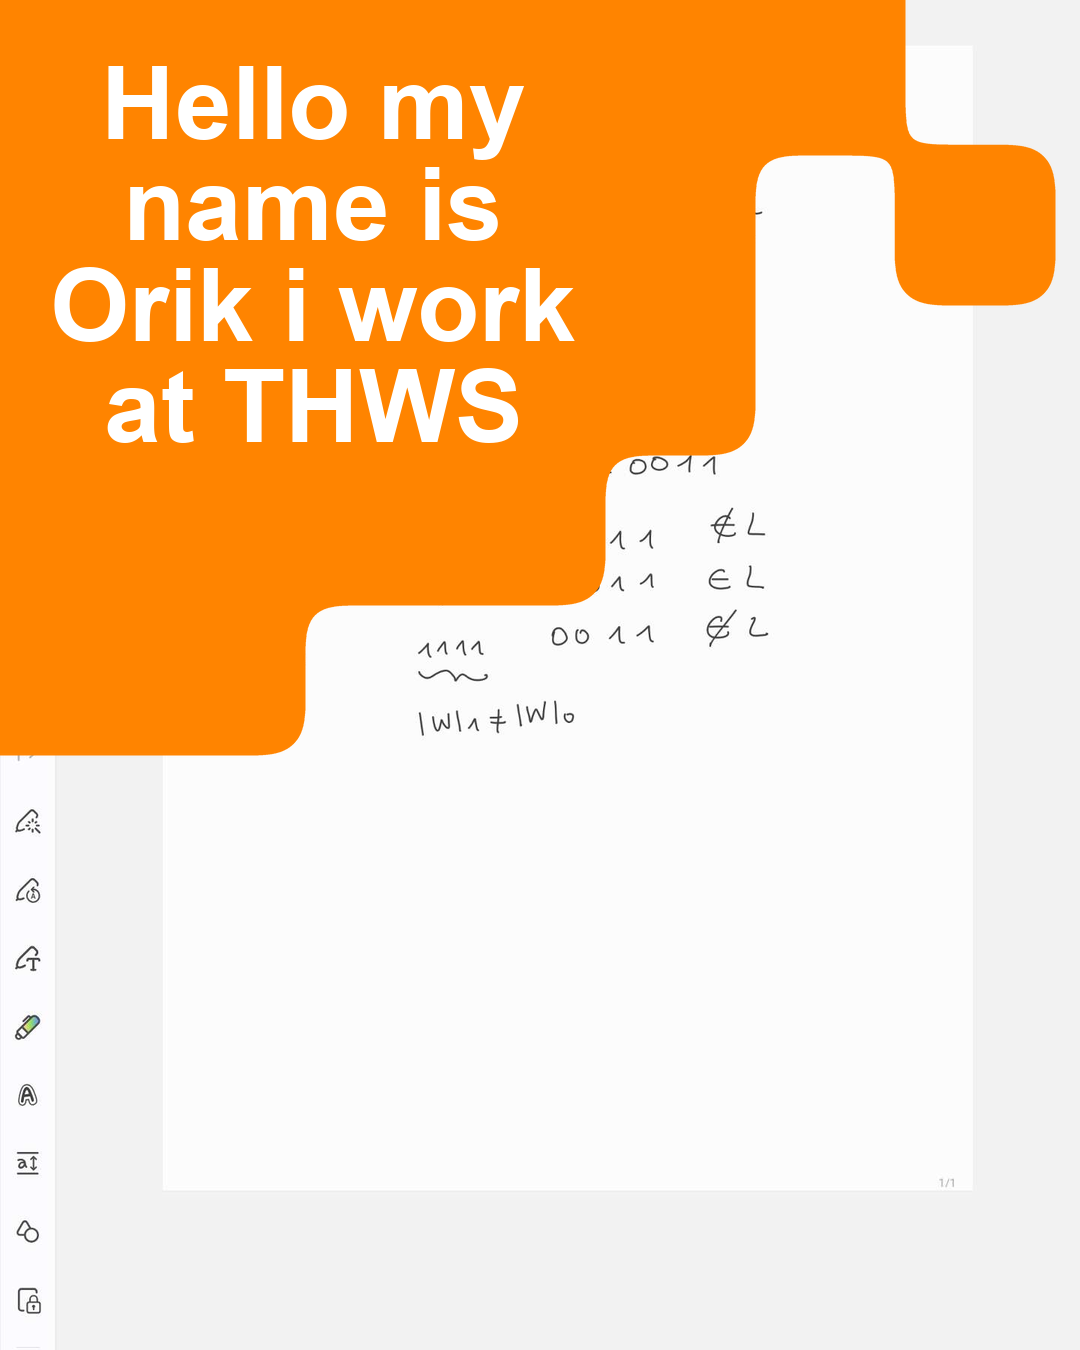 Hello my
name is
Orik i work
at THWS
0011
11 ∉ L
11 ∈ L
1111 0011 ∉ L
|W|1 ≠ |W|0
1/1